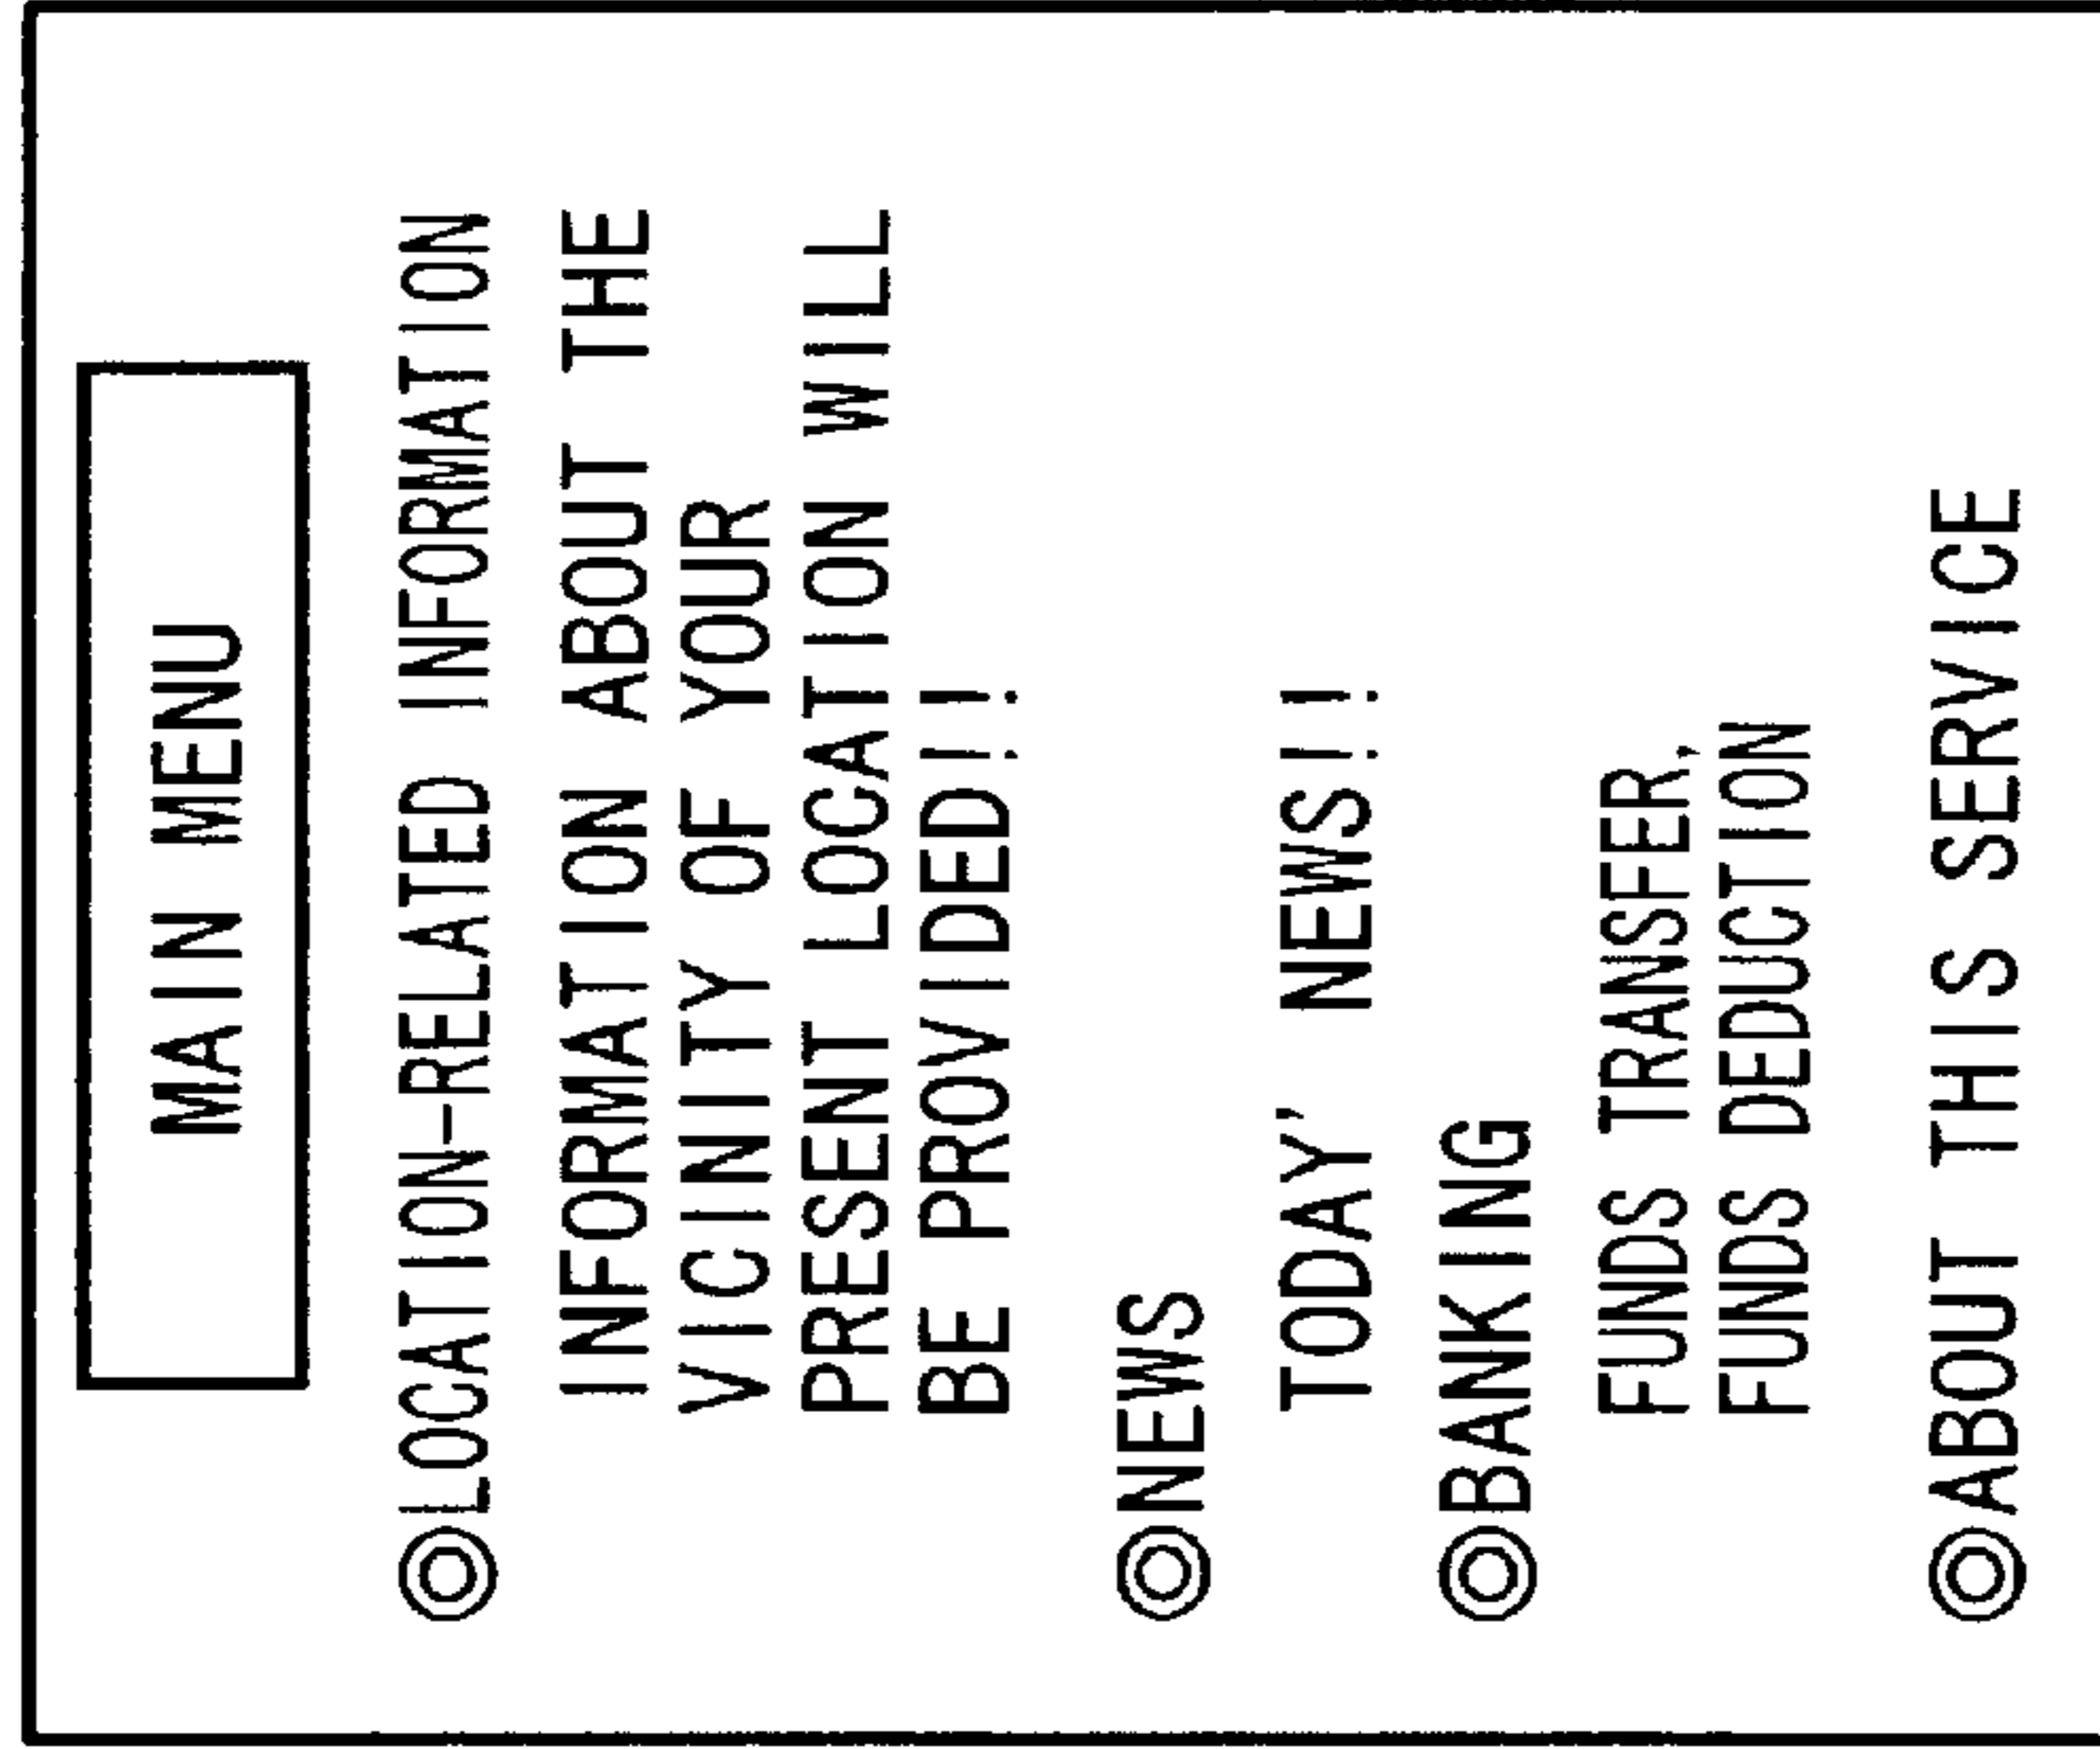 MAIN MENU
◎LOCATION-RELATED INFORMATION
INFORMATION ABOUT THE
VICINITY OF YOUR
PRESENT LOCATION WILL
BE PROVIDED!!
◎NEWS
TODAY' NEWS!!
◎BANKING
FUNDS TRANSFER,
FUNDS DEDUCTION
◎ABOUT THIS SERVICE